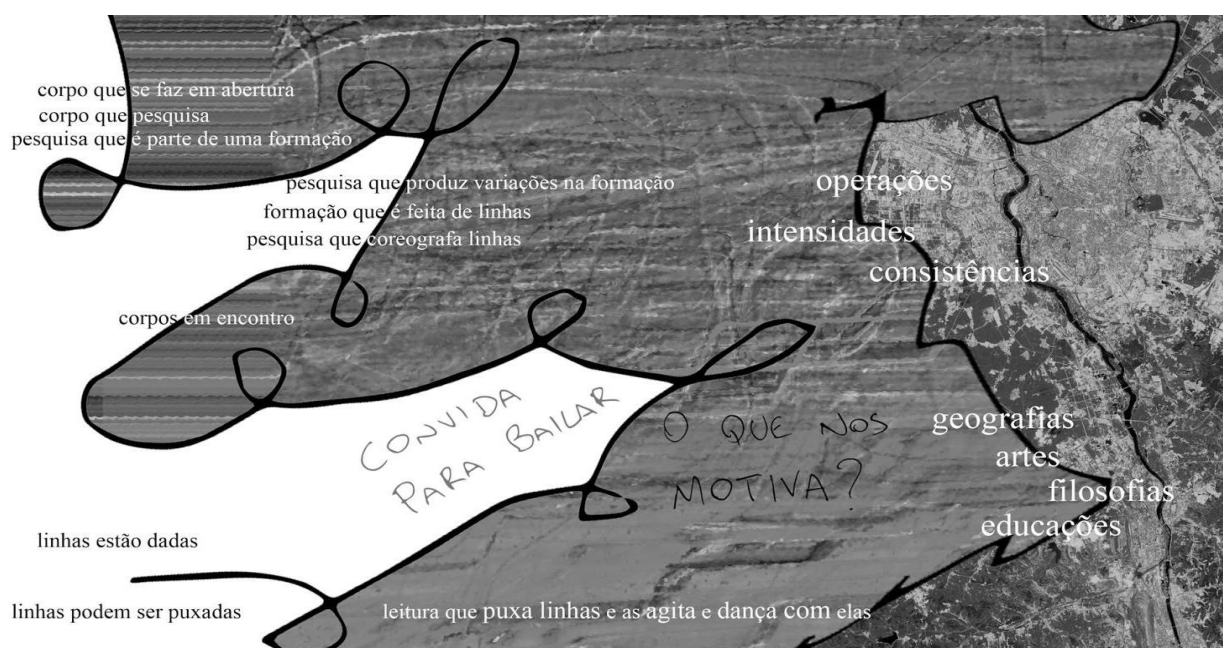 corpo que se faz em abertura
corpo que pesquisa
pesquisa que é parte de uma formação
pesquisa que produz variações na formação
formação que é feita de linhas
pesquisa que coreografa linhas
operações
intensidades
consistências
corpos em encontro
CONVIDA
PARA BAILAR
O QUE NOS
MOTIVA?
geografias
artes
filosofias
educações
linhas estão dadas
linhas podem ser puxadas
leitura que puxa linhas e as agita e dança com elas